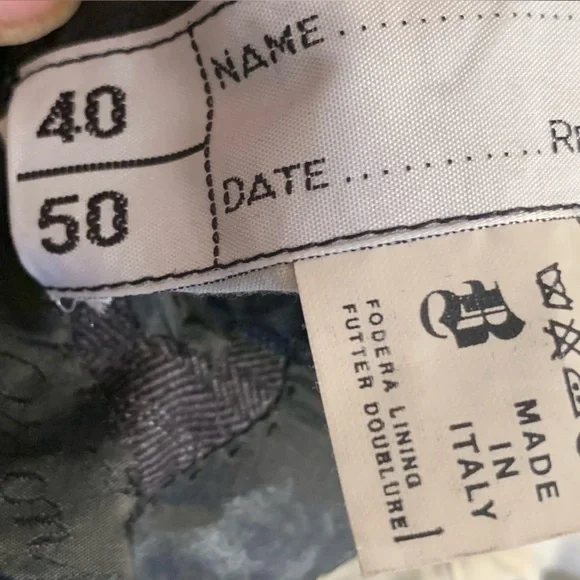 40
50
NAME
DATE
FODERA LINING
FUTTER DOUBLURE
MADE
IN
ITALY